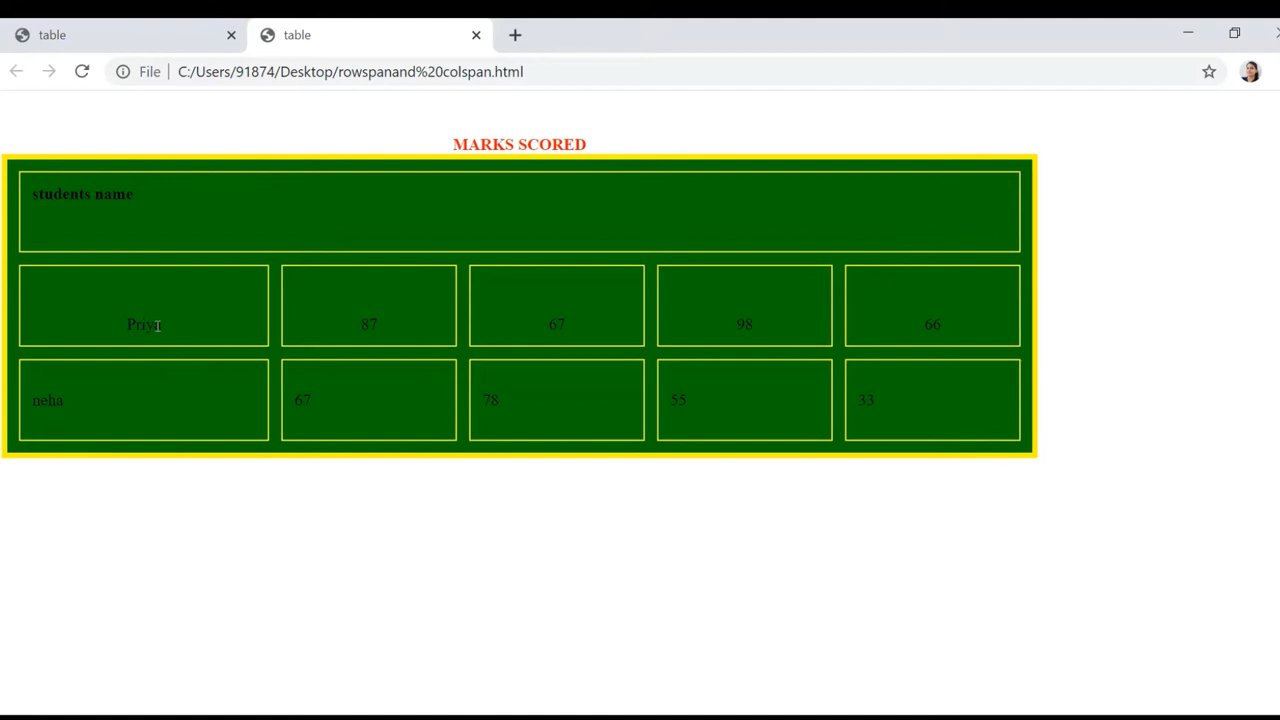 table
table
File
C:/Users/91874/Desktop/rowspanand%20colspan.html
MARKS SCORED
students name
Priya 87 67 98 66
neha 67 78 55 33